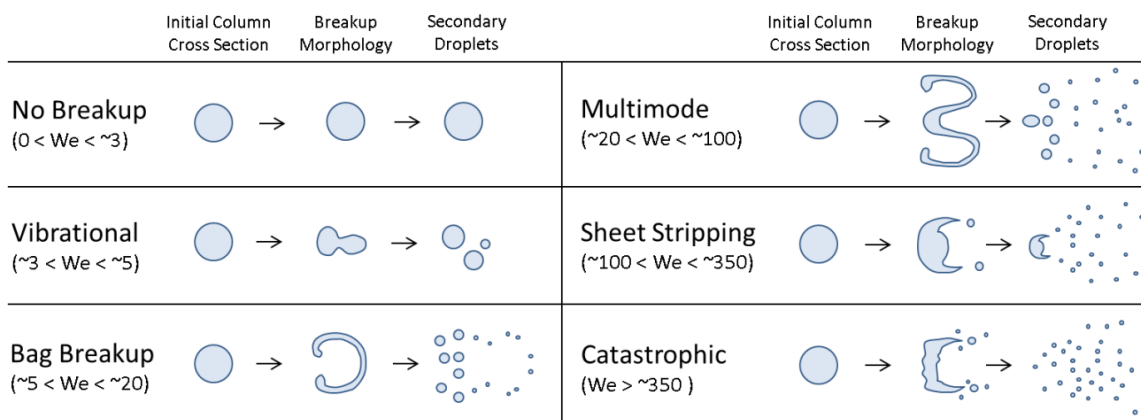 Initial Column
Cross Section
Breakup
Morphology
Secondary
Droplets
Initial Column
Cross Section
Breakup
Morphology
Secondary
Droplets
No Breakup
(0 < We < ~3)
Multimode
(~20 < We < ~100)
Vibrational
(~3 < We < ~5)
Sheet Stripping
(~100 < We < ~350)
Bag Breakup
(~5 < We < ~20)
Catastrophic
(We > ~350 )